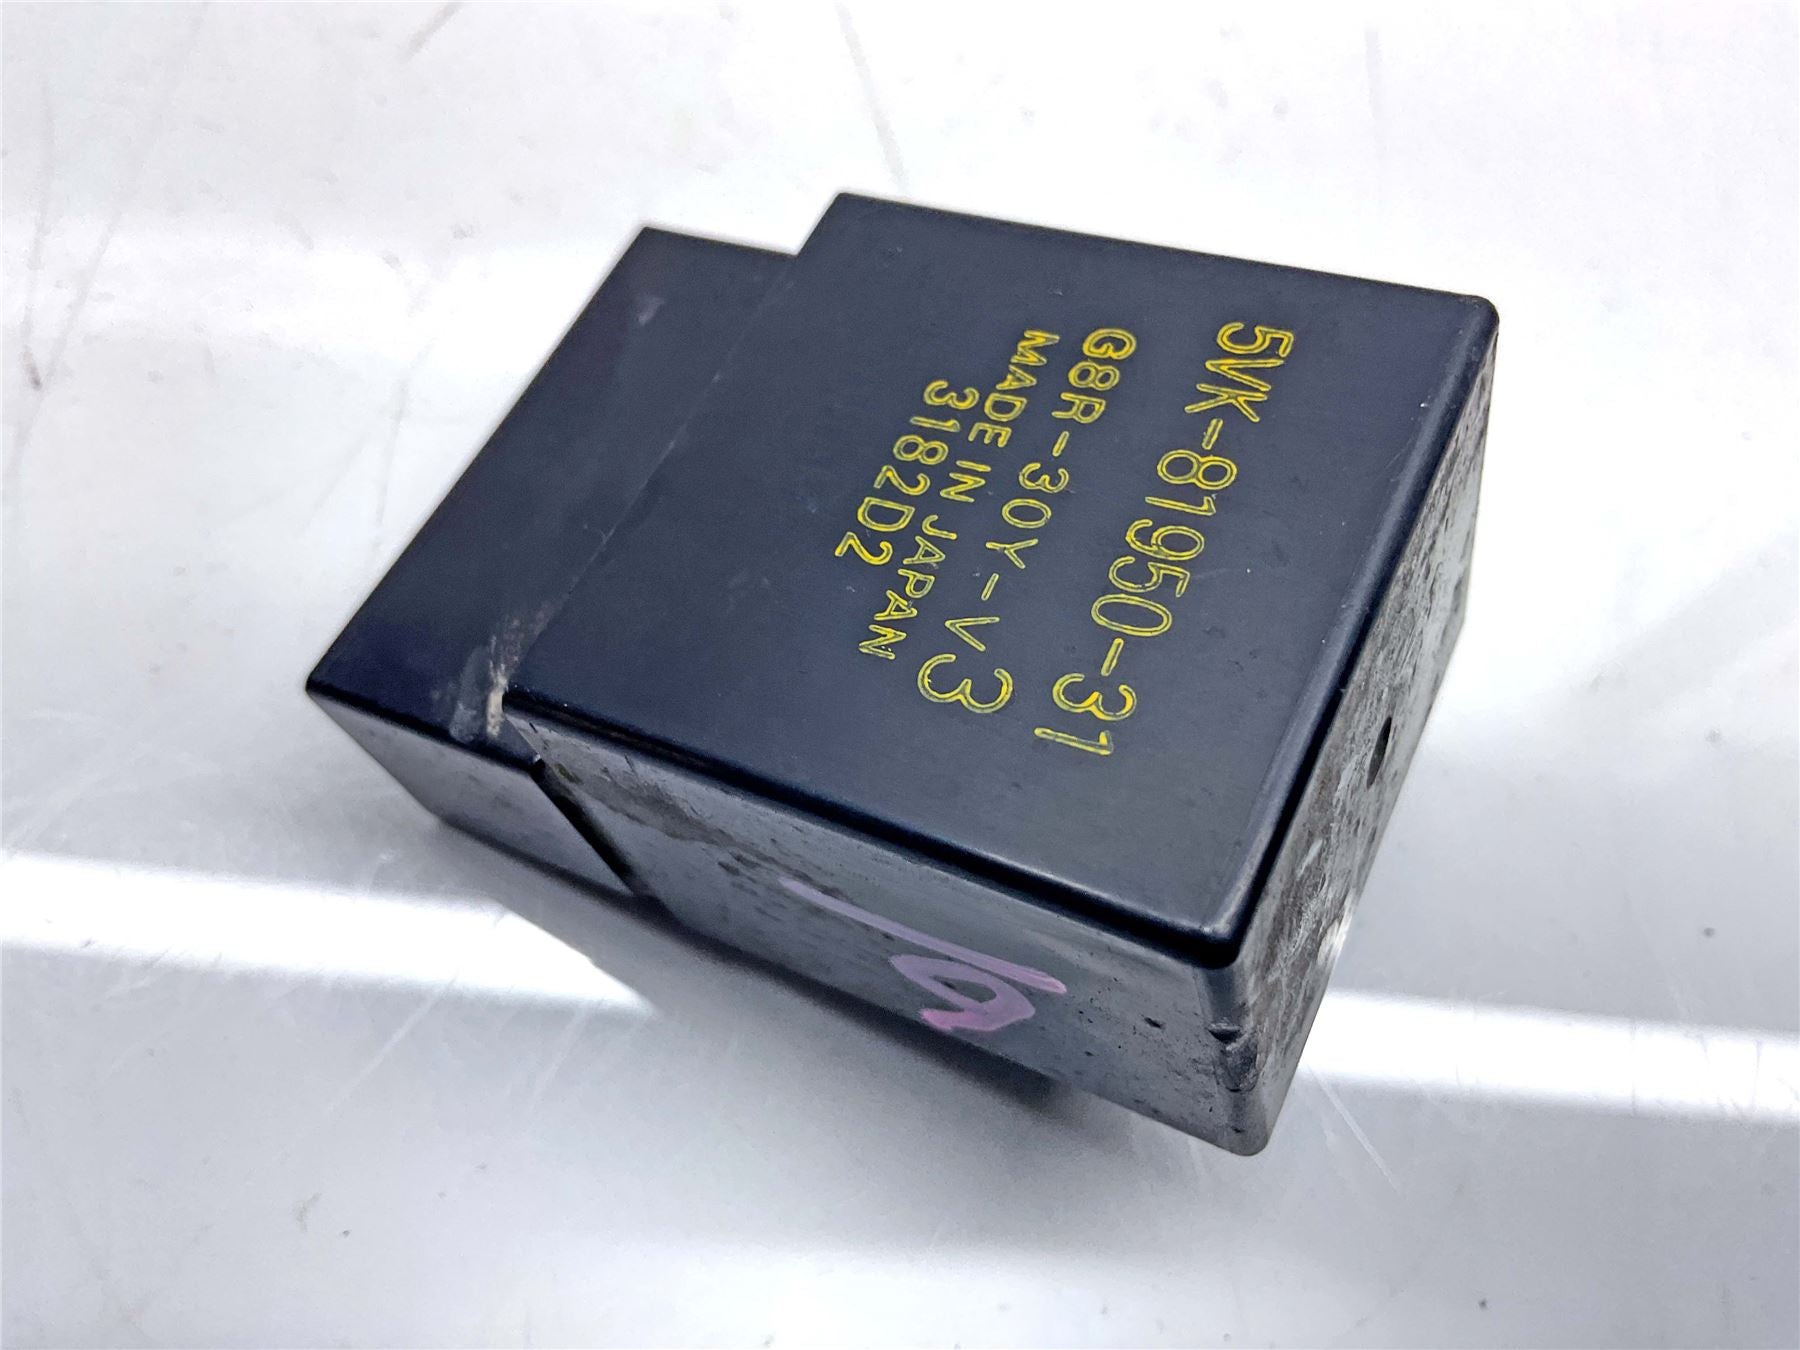 5VK-81950-31
G8R-30Y-V3
MADE IN JAPAN
3182D2